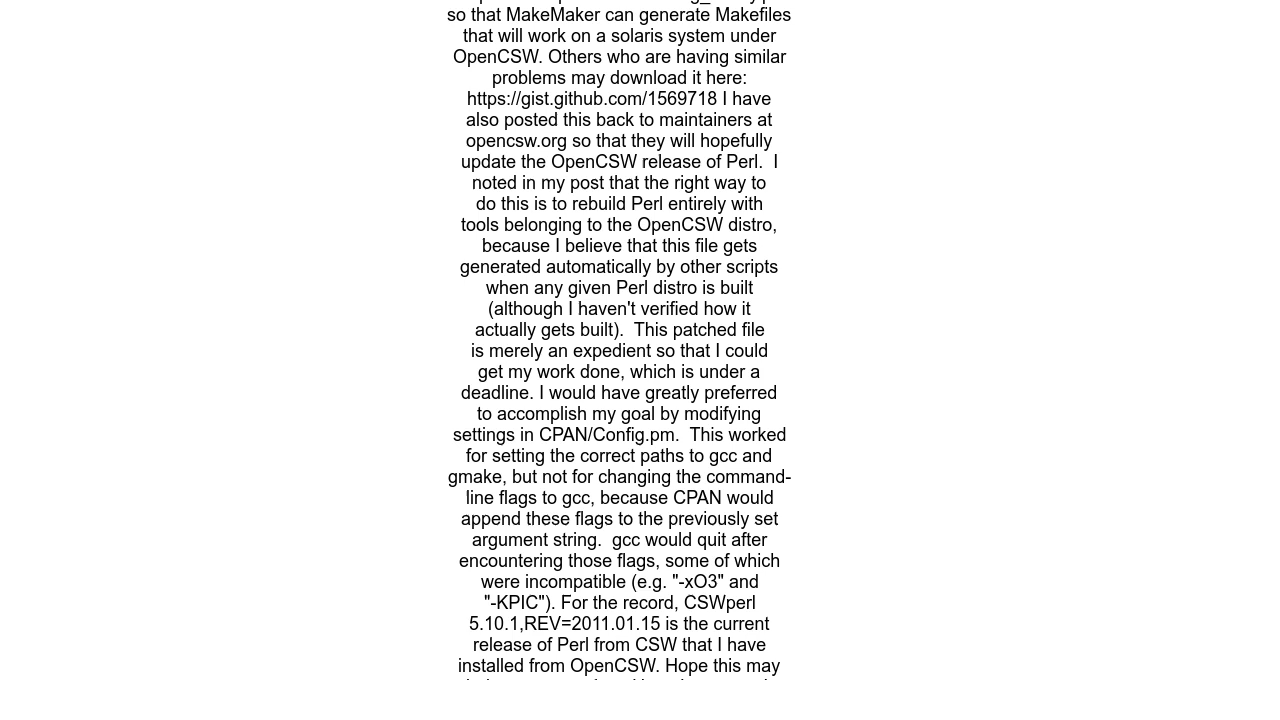 so that MakeMaker can generate Makefiles
that will work on a solaris system under
OpenCSW. Others who are having similar
problems may download it here:
https://gist.github.com/1569718 I have
also posted this back to maintainers at
opencsw.org so that they will hopefully
update the OpenCSW release of Perl.  I
noted in my post that the right way to
do this is to rebuild Perl entirely with
tools belonging to the OpenCSW distro,
because I believe that this file gets
generated automatically by other scripts
when any given Perl distro is built
(although I haven't verified how it
actually gets built).  This patched file
is merely an expedient so that I could
get my work done, which is under a
deadline. I would have greatly preferred
to accomplish my goal by modifying
settings in CPAN/Config.pm.  This worked
for setting the correct paths to gcc and
gmake, but not for changing the command-
line flags to gcc, because CPAN would
append these flags to the previously set
argument string.  gcc would quit after
encountering those flags, some of which
were incompatible (e.g. "-xO3" and
"-KPIC"). For the record, CSWperl
5.10.1,REV=2011.01.15 is the current
release of Perl from CSW that I have
installed from OpenCSW. Hope this may